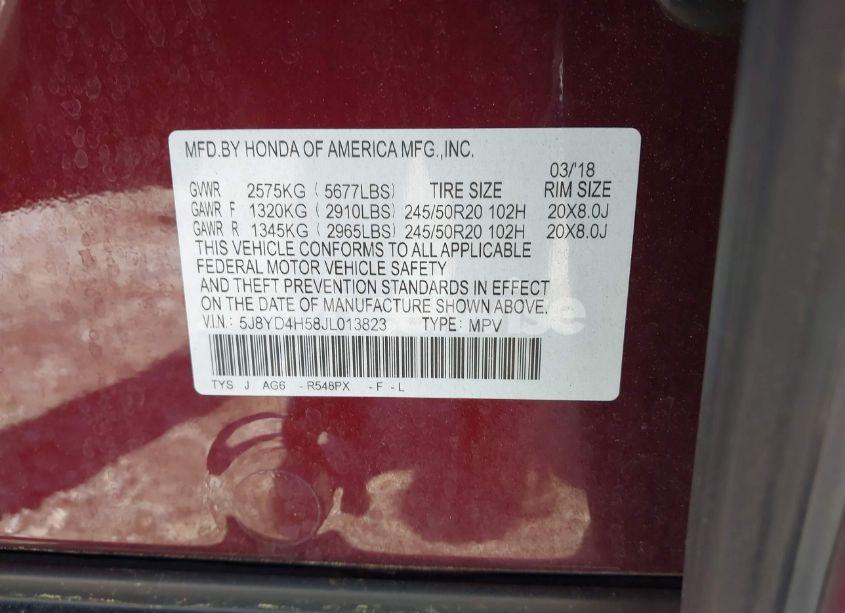 MFD.BY HONDA OF AMERICA MFG.,INC.
03/'18
GVWR 2575KG ( 5677LBS) TIRE SIZE RIM SIZE
GAWR F 1320KG ( 2910LBS) 245/50R20 102H 20X8.0J
GAWR R 1345KG ( 2965LBS) 245/50R20 102H 20X8.0J
THIS VEHICLE CONFORMS TO ALL APPLICABLE
FEDERAL MOTOR VEHICLE SAFETY
AND THEFT PREVENTION STANDARDS IN EFFECT
ON THE DATE OF MANUFACTURE SHOWN ABOVE.
V.I.N.: 5J8YD4H58JL013823 TYPE: MPV
TYS J AG6 -R548PX -F-L